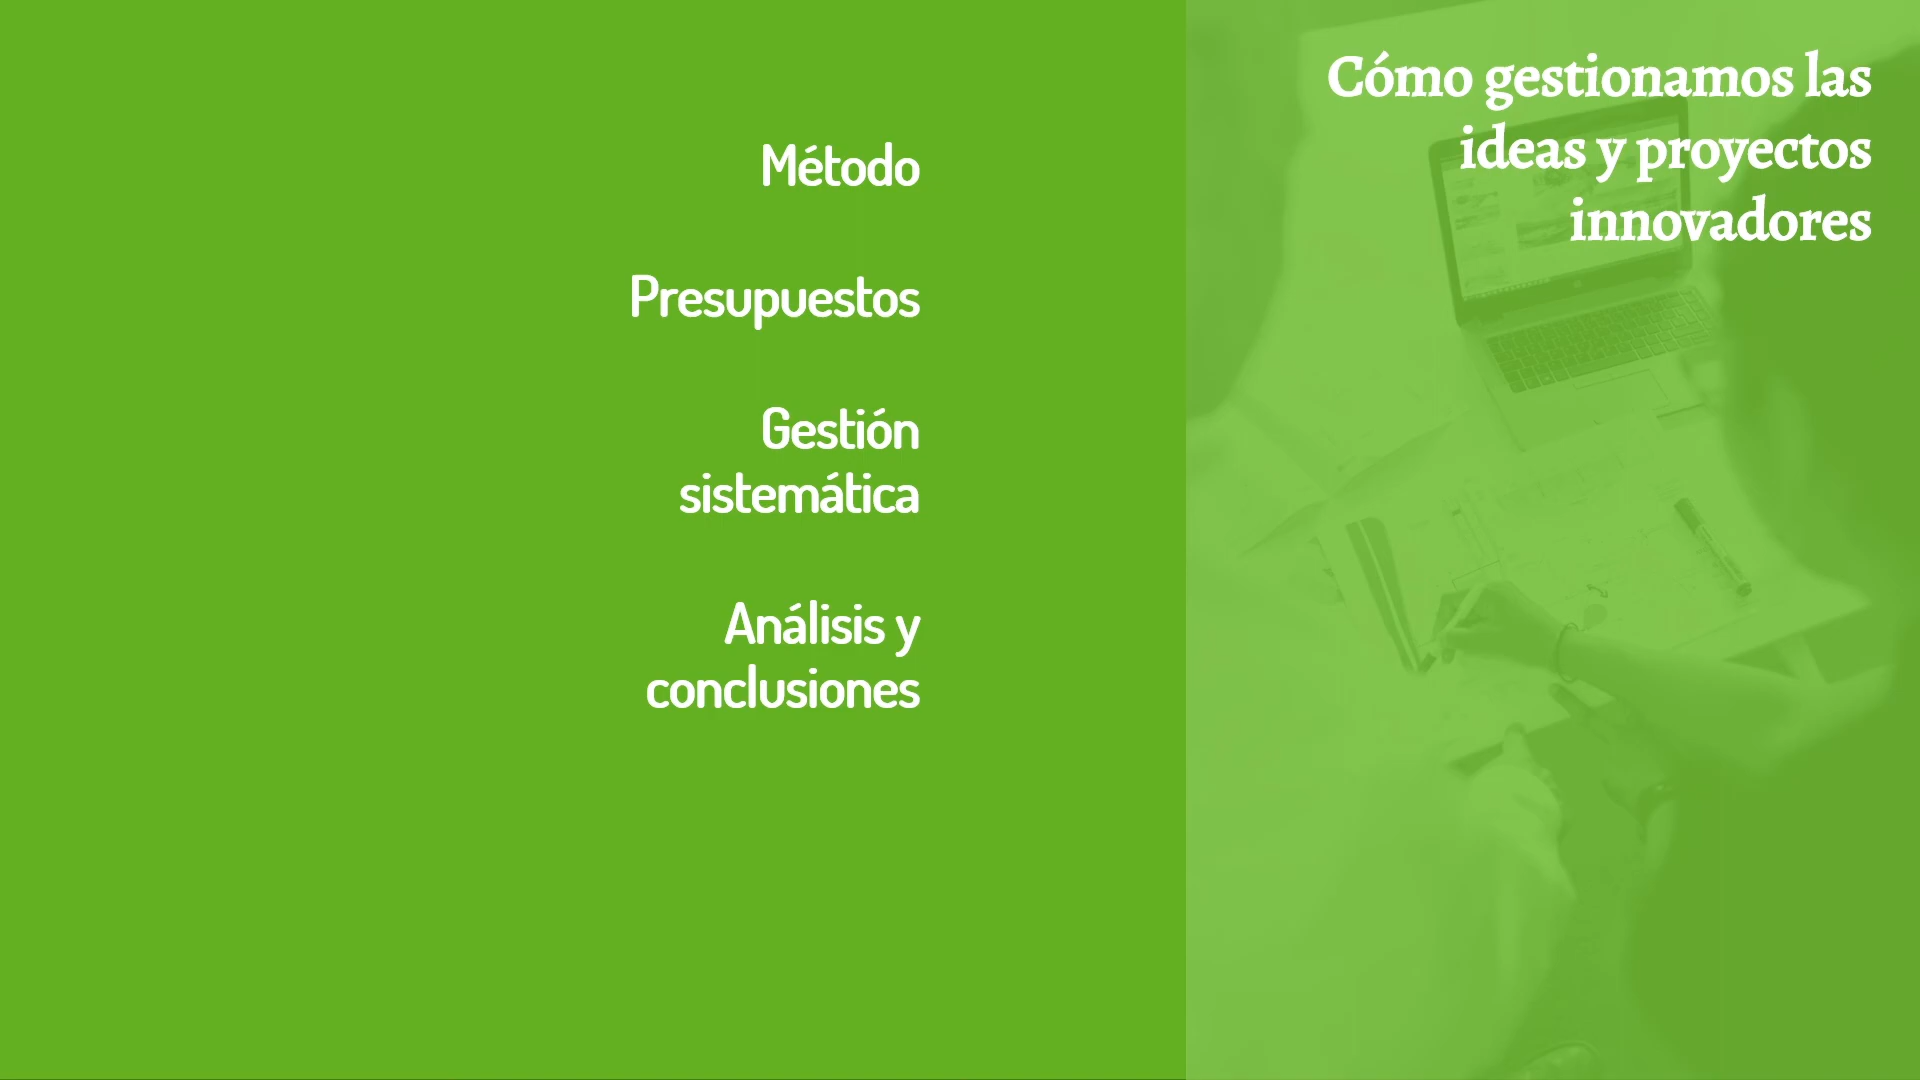 Cómo gestionamos las
ideas y proyectos
innovadores
Método
Presupuestos
Gestión
sistemática
Análisis y
conclusiones